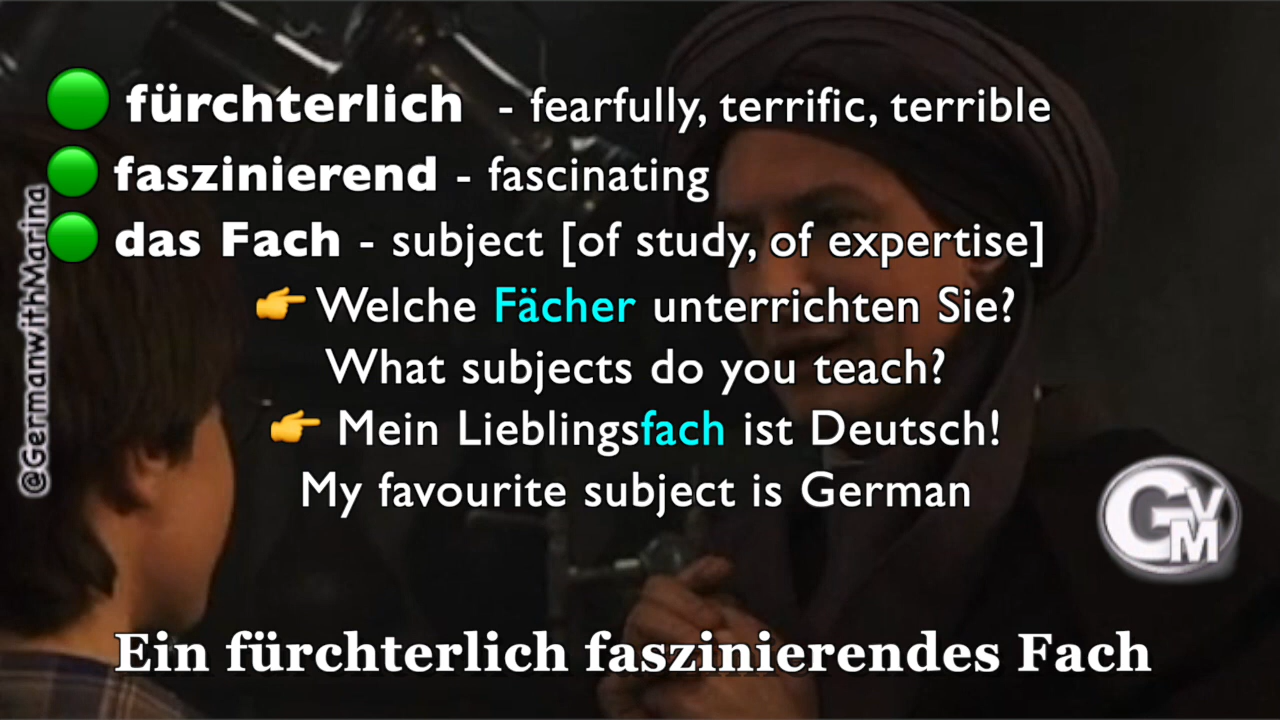 fürchterlich - fearfully, terrific, terrible
faszinierend - fascinating
das Fach - subject [of study, of expertise]
👉 Welche Fächer unterrichten Sie?
What subjects do you teach?
👉 Mein Lieblingsfach ist Deutsch!
My favourite subject is German
Ein fürchterlich faszinierendes Fach
@GermanwithMarina
GVM